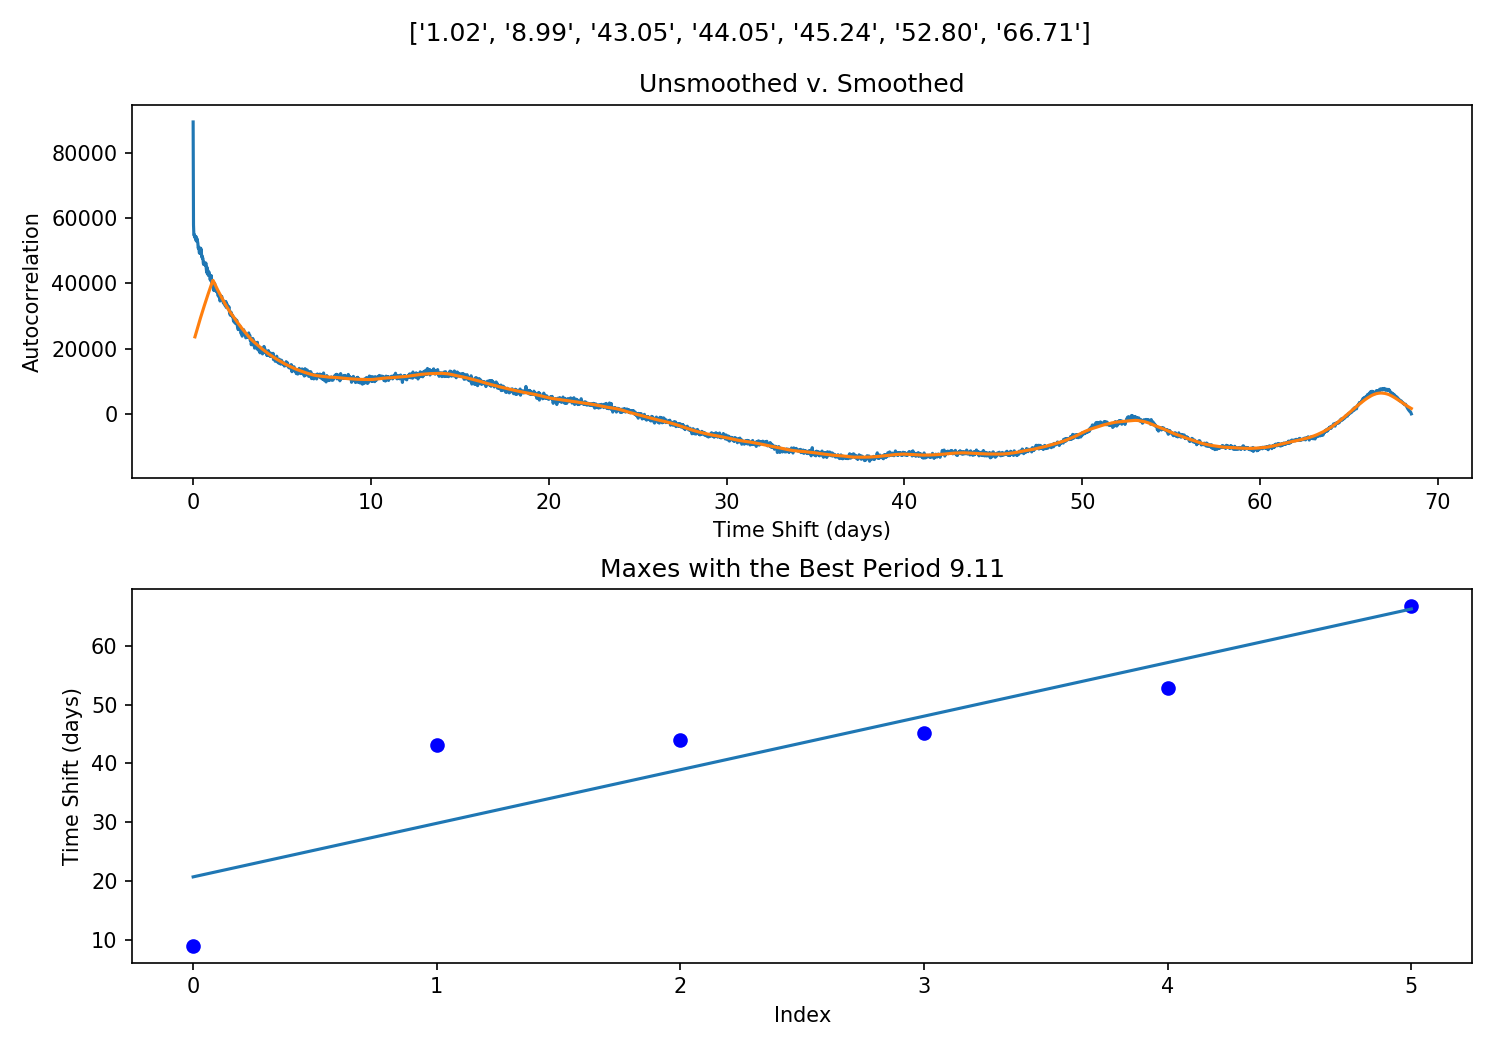 ['1.02', '8.99', '43.05', '44.05', '45.24', '52.80', '66.71']
Unsmoothed v. Smoothed
Autocorrelation
80000
60000
40000
20000
0
0 10 20 30 40 50 60 70
Time Shift (days)
Maxes with the Best Period 9.11
Time Shift (days)
60
50
40
30
20
10
0 1 2 3 4 5
Index